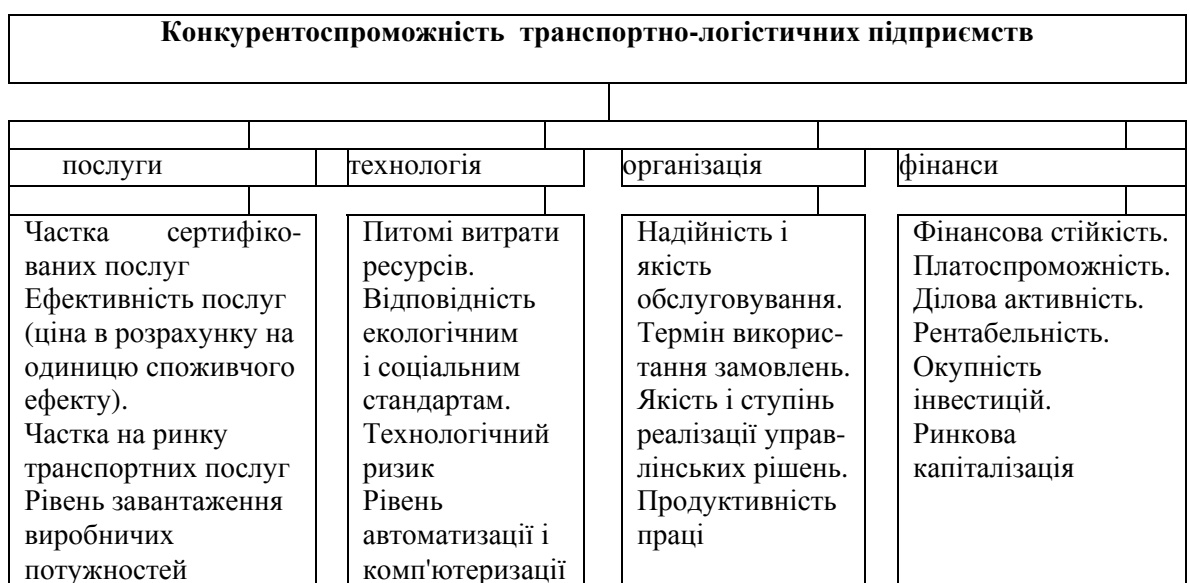 Конкурентоспроможність транспортно-логістичних підприємств
послуги
технологія
організація
фінанси
Частка сертифіко-
ваних послуг
Ефективність послуг
(ціна в розрахунку на
одиницю споживчого
ефекту).
Частка на ринку
транспортних послуг
Рівень завантаження
виробничих
потужностей
Питомі витрати
ресурсів.
Відповідність
екологічним
і соціальним
стандартам.
Технологічний
ризик
Рівень
автоматизації і
комп'ютеризації
Надійність і
якість
обслуговування.
Термін викорис-
тання замовлень.
Якість і ступінь
реалізації управ-
лінських рішень.
Продуктивність
праці
Фінансова стійкість.
Платоспроможність.
Ділова активність.
Рентабельність.
Окупність
інвестицій.
Ринкова
капіталізація